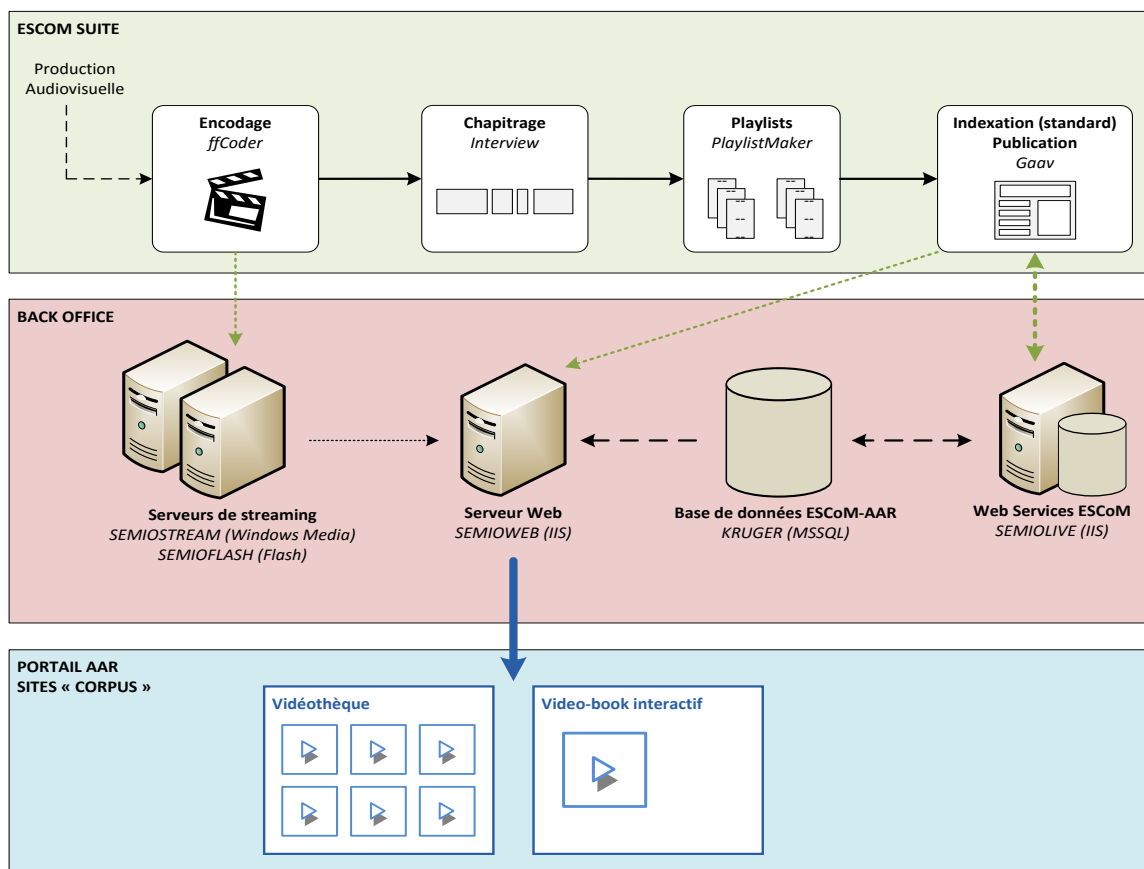 ESCOM SUITE
Production
Audiovisuelle
Encodage
ffCoder
Chapitrage
Interview
Playlists
PlaylistMaker
Indexation (standard)
Publication
Gaav
BACK OFFICE
Serveurs de streaming
SEMIOSTREAM (Windows Media)
SEMIOFLASH (Flash)
Serveur Web
SEMIOWEB (IIS)
Base de données ESCoM-AAR
KRUGER (MSSQL)
Web Services ESCoM
SEMIOLIVE (IIS)
PORTAIL AAR
SITES « CORPUS »
Vidéothèque
Video-book interactif